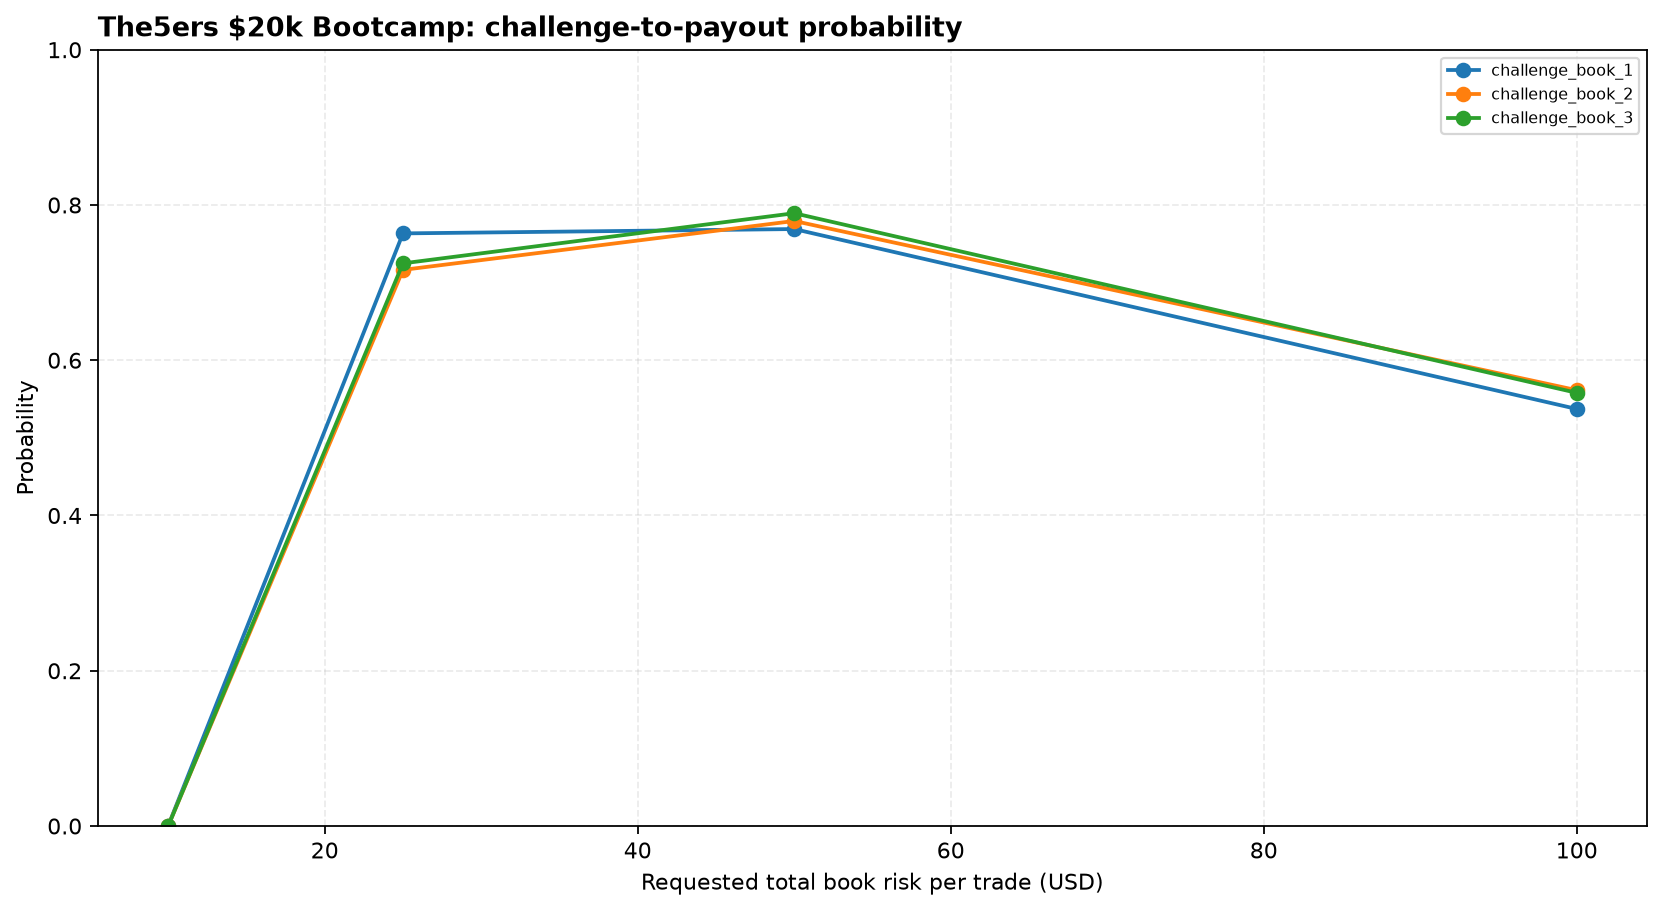 The5ers $20k Bootcamp: challenge-to-payout probability
1.0
challenge_book_1
challenge_book_2
challenge_book_3
0.8
0.6
0.4
0.2
0.0
Probability
20 40 60 80 100
Requested total book risk per trade (USD)